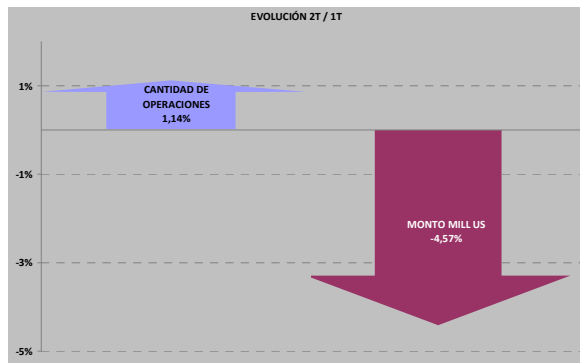 EVOLUCIÓN 2T / 1T
1%
CANTIDAD DE
OPERACIONES
1,14%
-1%
MONTO MILL US
-4,57%
-3%
-5%